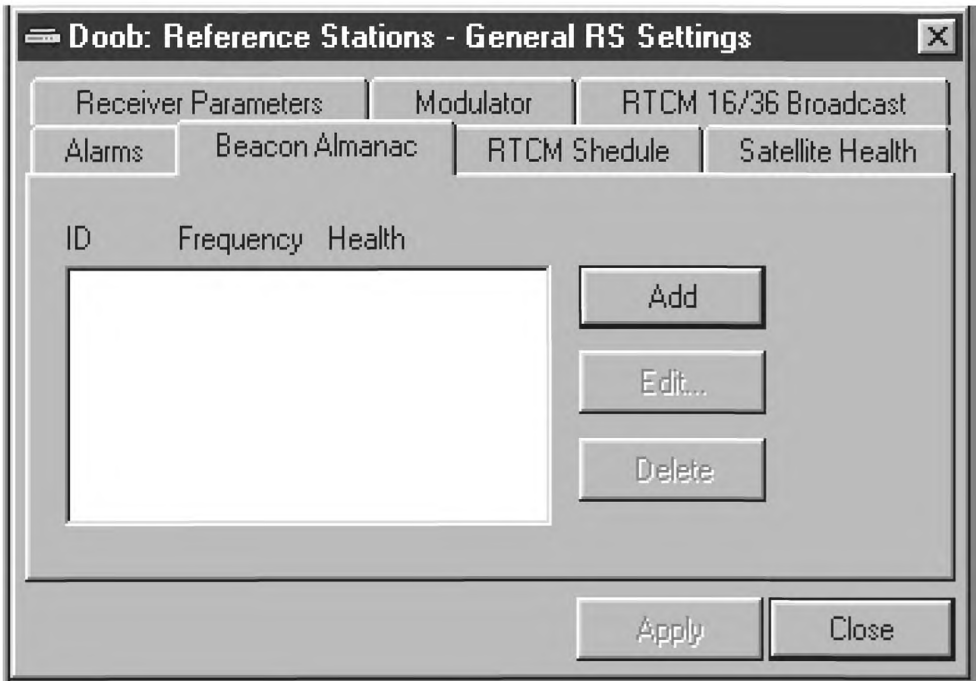 Doob: Reference Stations - General RS Settings
Receiver Parameters Modulator RTCM 16/36 Broadcast
Alarms Beacon Almanac RTCM Shedule Satellite Health
ID Frequency Health
Add
Edit...
Delete
Apply Close